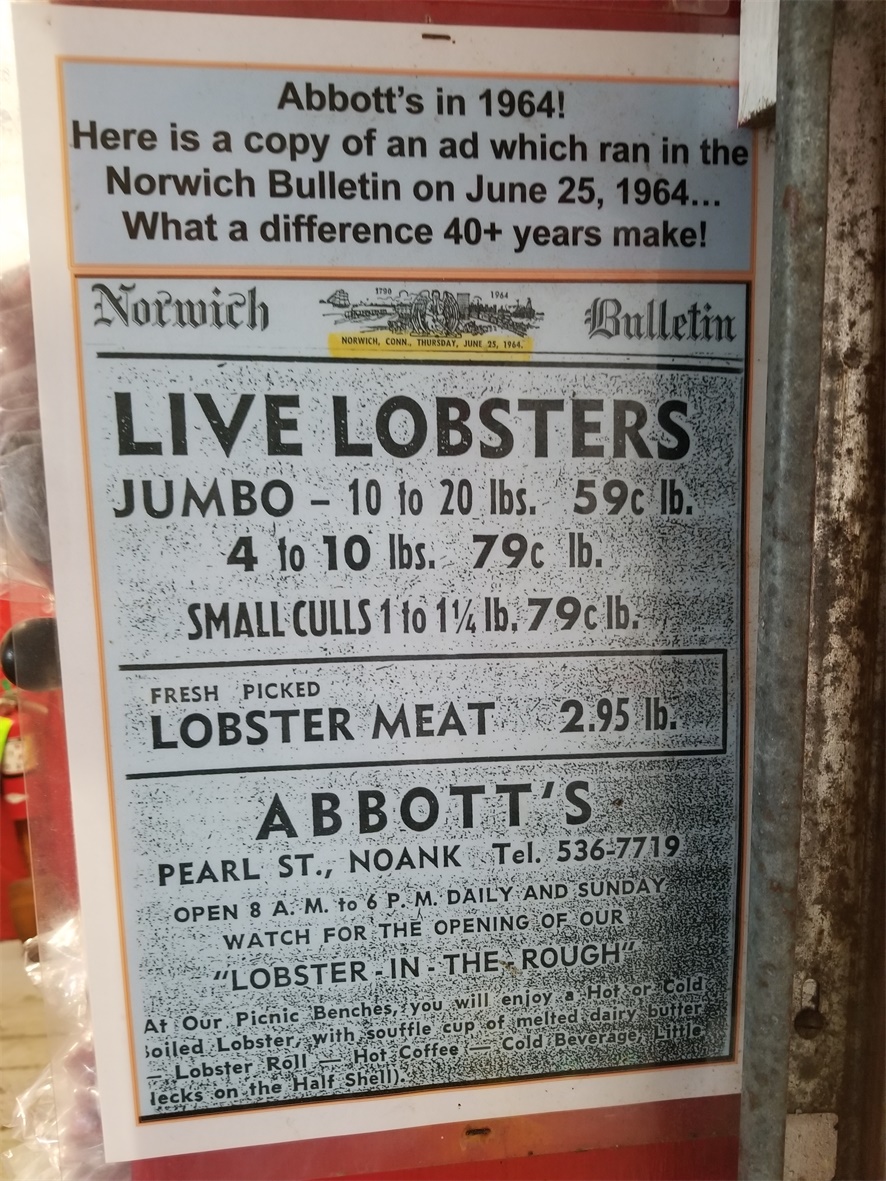 Abbott's in 1964!
Here is a copy of an ad which ran in the
Norwich Bulletin on June 25, 1964...
What a difference 40+ years make!
Norwich Bulletin
1790 1964
NORWICH, CONN., THURSDAY, JUNE 25, 1964.
LIVE LOBSTERS
JUMBO – 10 to 20 lbs. 59c lb.
4 to 10 lbs. 79c lb.
SMALL CULLS 1 to 1¼ lb. 79c lb.
FRESH PICKED
LOBSTER MEAT 2.95 lb.
ABBOTT'S
PEARL ST., NOANK Tel. 536-7719
OPEN 8 A. M. to 6 P. M. DAILY AND SUNDAY
WATCH FOR THE OPENING OF OUR
"LOBSTER - IN - THE - ROUGH"
At Our Picnic Benches, you will enjoy a Hot or Cold
oiled Lobster, with souffle cup of melted dairy butter
— Lobster Roll — Hot Coffee — Cold Beverage, Little
lecks on the Half Shell).